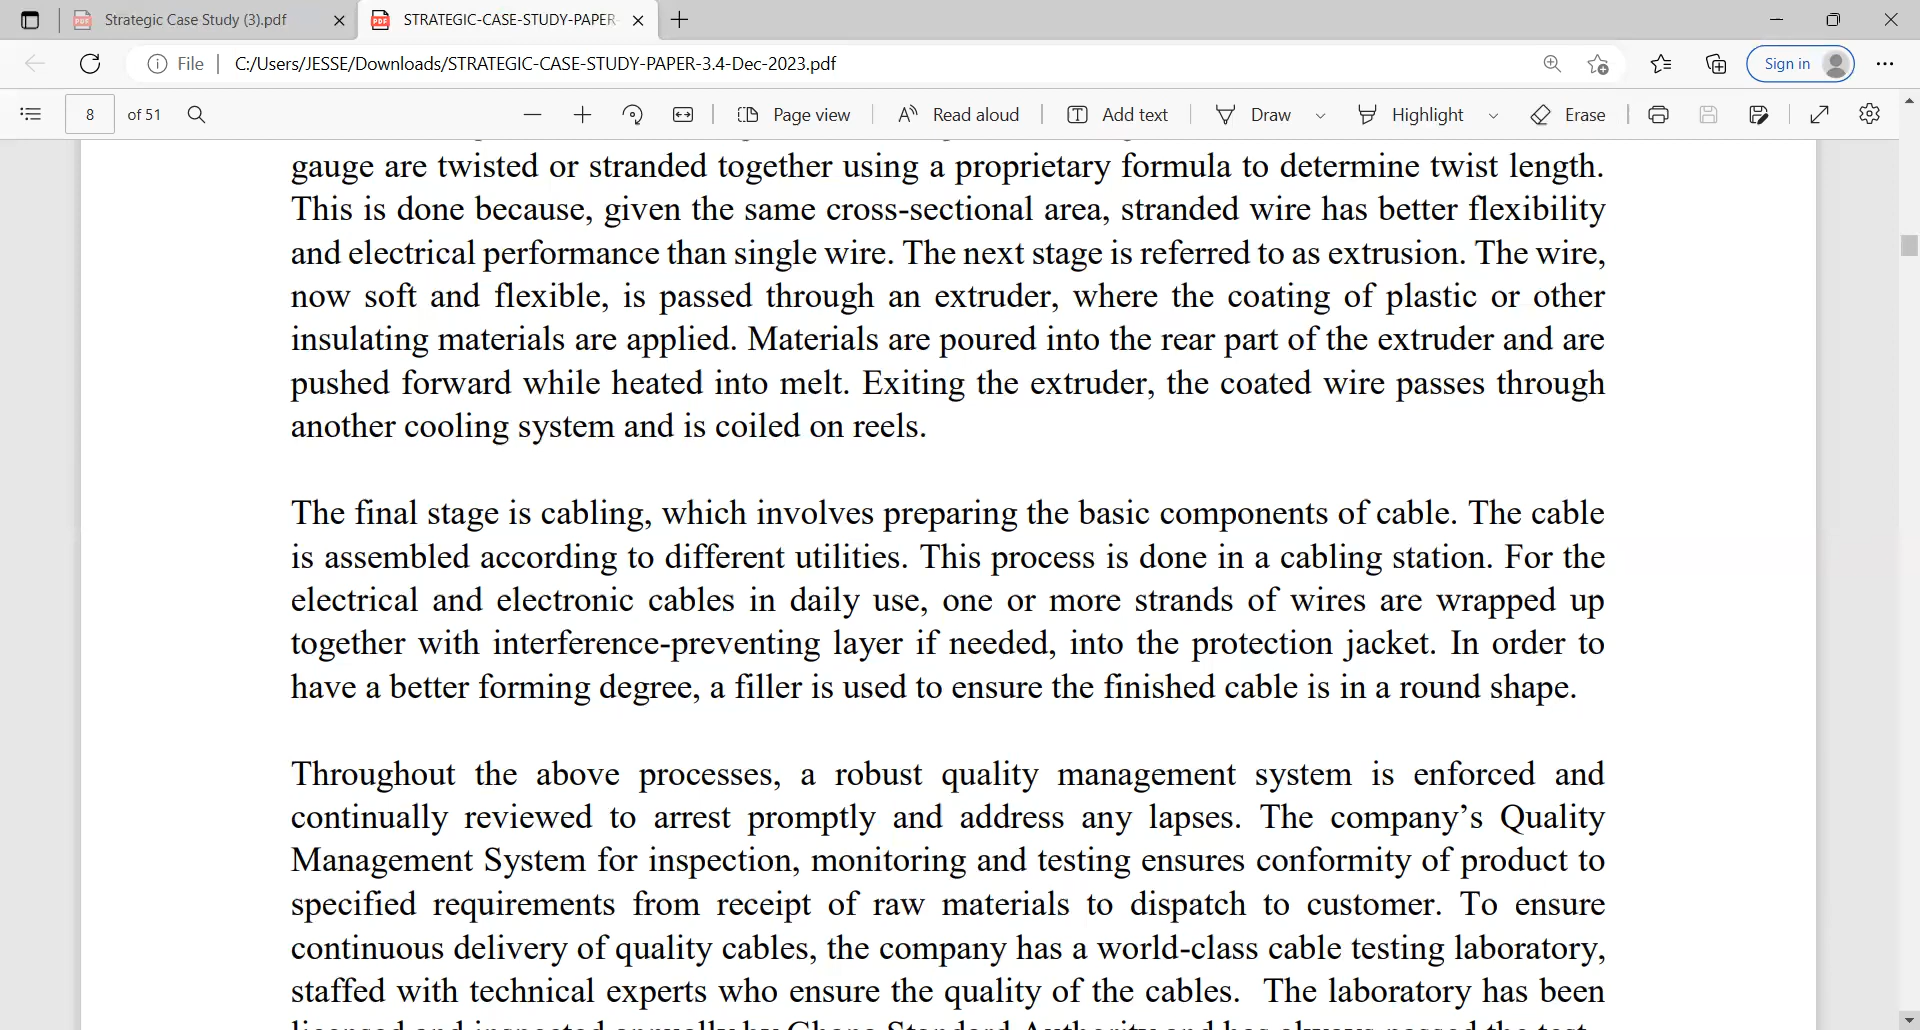 Strategic Case Study (3).pdf
STRATEGIC-CASE-STUDY-PAPER-
File
C:/Users/JESSE/Downloads/STRATEGIC-CASE-STUDY-PAPER-3.4-Dec-2023.pdf
Sign in
8 of 51
Page view
Read aloud
Add text
Draw
Highlight
Erase
gauge are twisted or stranded together using a proprietary formula to determine twist length.
This is done because, given the same cross-sectional area, stranded wire has better flexibility
and electrical performance than single wire. The next stage is referred to as extrusion. The wire,
now soft and flexible, is passed through an extruder, where the coating of plastic or other
insulating materials are applied. Materials are poured into the rear part of the extruder and are
pushed forward while heated into melt. Exiting the extruder, the coated wire passes through
another cooling system and is coiled on reels.
The final stage is cabling, which involves preparing the basic components of cable. The cable
is assembled according to different utilities. This process is done in a cabling station. For the
electrical and electronic cables in daily use, one or more strands of wires are wrapped up
together with interference-preventing layer if needed, into the protection jacket. In order to
have a better forming degree, a filler is used to ensure the finished cable is in a round shape.
Throughout the above processes, a robust quality management system is enforced and
continually reviewed to arrest promptly and address any lapses. The company’s Quality
Management System for inspection, monitoring and testing ensures conformity of product to
specified requirements from receipt of raw materials to dispatch to customer. To ensure
continuous delivery of quality cables, the company has a world-class cable testing laboratory,
staffed with technical experts who ensure the quality of the cables. The laboratory has been